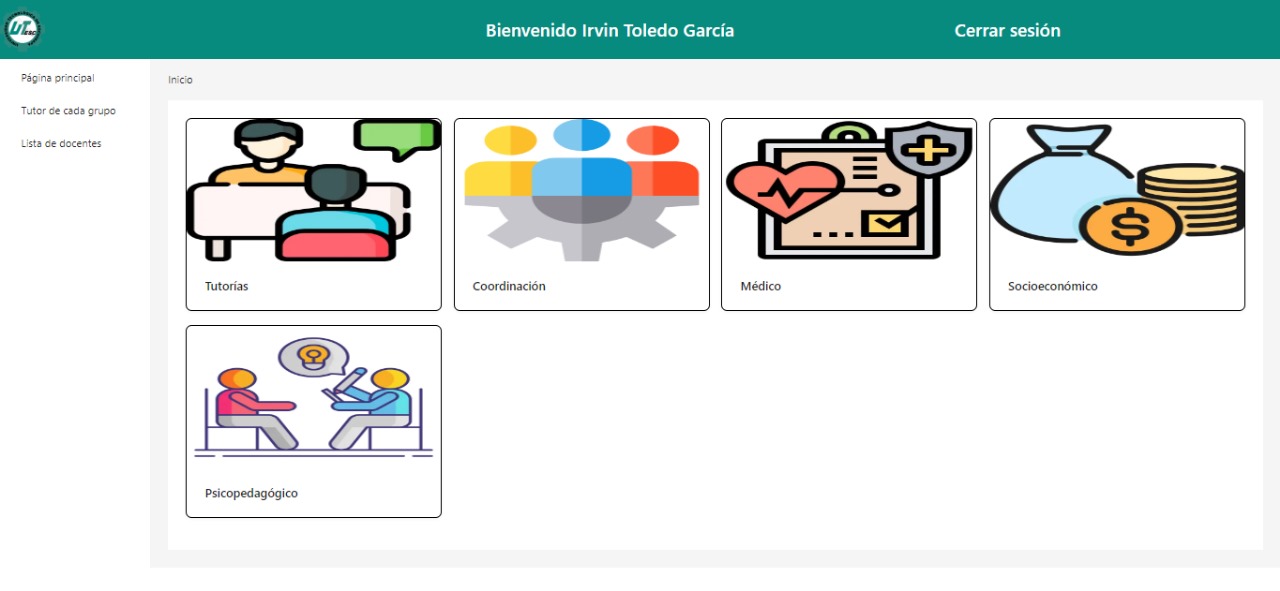 UT
Bienvenido Irvin Toledo García
Cerrar sesión
Página principal
Tutor de cada grupo
Lista de docentes
Inicio
Tutorías
Coordinación
Médico
Socioeconómico
Psicopedagógico